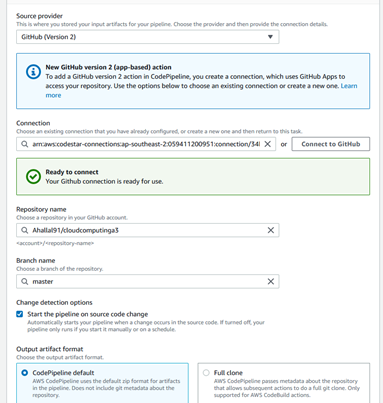 Source provider
This is where you stored your input artifacts for your pipeline. Choose the provider and then provide the connection details.
GitHub (Version 2)
New GitHub version 2 (app-based) action
To add a GitHub version 2 action in CodePipeline, you create a connection, which uses GitHub Apps to
access your repository. Use the options below to choose an existing connection or create a new one. Learn
more
Connection
Choose an existing connection that you have already configured, or create a new one and then return to this task.
arn:aws:codestar-connections:ap-southeast-2:059411200951:connection/34
or
Connect to GitHub
Ready to connect
Your Github connection is ready for use.
Repository name
Choose a repository in your GitHub account.
Ahallal91/cloudcomputinga3
<account>/<repository-name>
Branch name
Choose a branch of the repository.
master
Change detection options
Start the pipeline on source code change
Automatically starts your pipeline when a change occurs in the source code. If turned off, your
pipeline only runs if you start it manually or on a schedule.
Output artifact format
Choose the output artifact format.
CodePipeline default
AWS CodePipeline uses the default zip format for artifacts
in the pipeline. Does not include git metadata about the
repository.
Full clone
AWS CodePipeline passes metadata about the repository
that allows subsequent actions to do a full git clone. Only
supported for AWS CodeBuild actions.